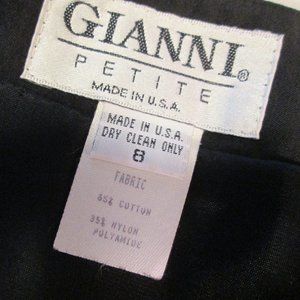 GIANNI®
PETITE
MADE IN U.S.A.
MADE IN U.S.A.
DRY CLEAN ONLY
8
FABRIC
65% COTTON
35% NYLON
POLYAMIDE